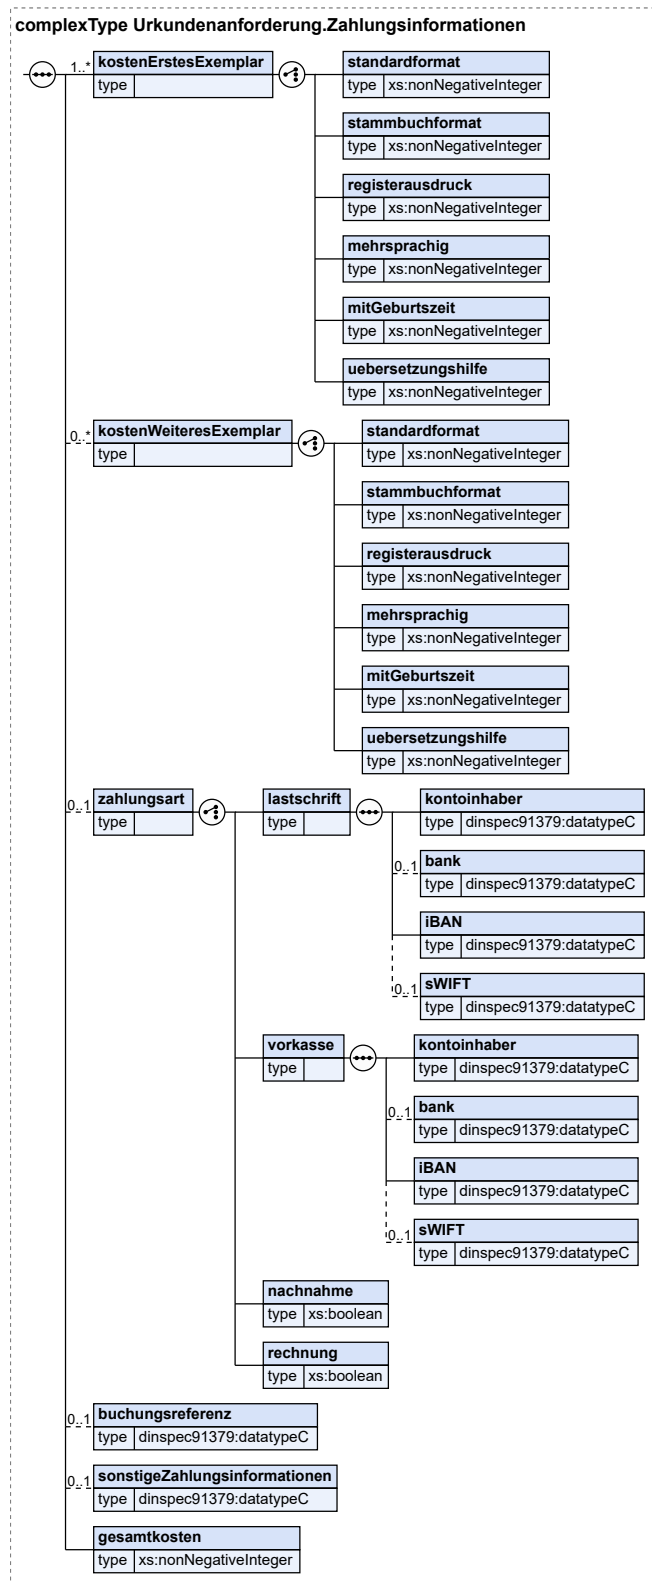 complexType Urkundenanforderung.Zahlungsinformationen
1..* kostenErstesExemplar
type
standardformat
type xs:nonNegativeInteger
stammbuchformat
type xs:nonNegativeInteger
registerausdruck
type xs:nonNegativeInteger
mehrsprachig
type xs:nonNegativeInteger
mitGeburtszeit
type xs:nonNegativeInteger
uebersetzungshilfe
type xs:nonNegativeInteger
0..* kostenWeiteresExemplar
type
standardformat
type xs:nonNegativeInteger
stammbuchformat
type xs:nonNegativeInteger
registerausdruck
type xs:nonNegativeInteger
mehrsprachig
type xs:nonNegativeInteger
mitGeburtszeit
type xs:nonNegativeInteger
uebersetzungshilfe
type xs:nonNegativeInteger
0..1 zahlungsart
type
lastschrift
type
kontoinhaber
type dinspec91379:datatypeC
0..1 bank
type dinspec91379:datatypeC
iBAN
type dinspec91379:datatypeC
0..1 sWIFT
type dinspec91379:datatypeC
vorkasse
type
kontoinhaber
type dinspec91379:datatypeC
0..1 bank
type dinspec91379:datatypeC
iBAN
type dinspec91379:datatypeC
0..1 sWIFT
type dinspec91379:datatypeC
nachnahme
type xs:boolean
rechnung
type xs:boolean
0..1 buchungsreferenz
type dinspec91379:datatypeC
0..1 sonstigeZahlungsinformationen
type dinspec91379:datatypeC
gesamtkosten
type xs:nonNegativeInteger